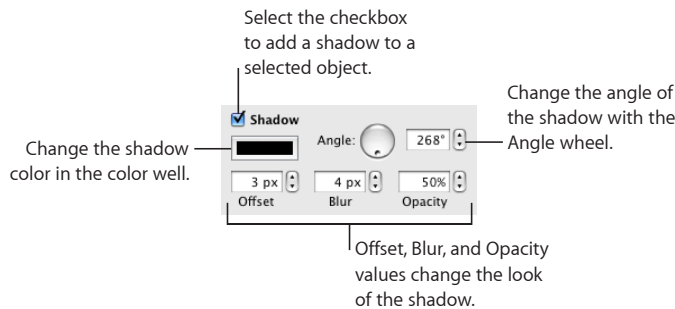 Select the checkbox
to add a shadow to a
selected object.
Shadow
Angle:
268°
Change the angle of
the shadow with the
Angle wheel.
Change the shadow
color in the color well.
3 px
4 px
50%
Offset
Blur
Opacity
Offset, Blur, and Opacity
values change the look
of the shadow.